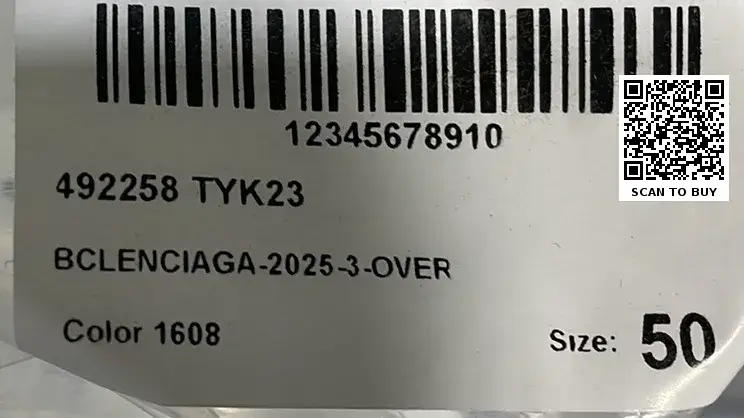 12345678910
SCAN TO BUY
492258 TYK23
BCLENCIAGA-2025-3-OVER
Color 1608
Size: 50